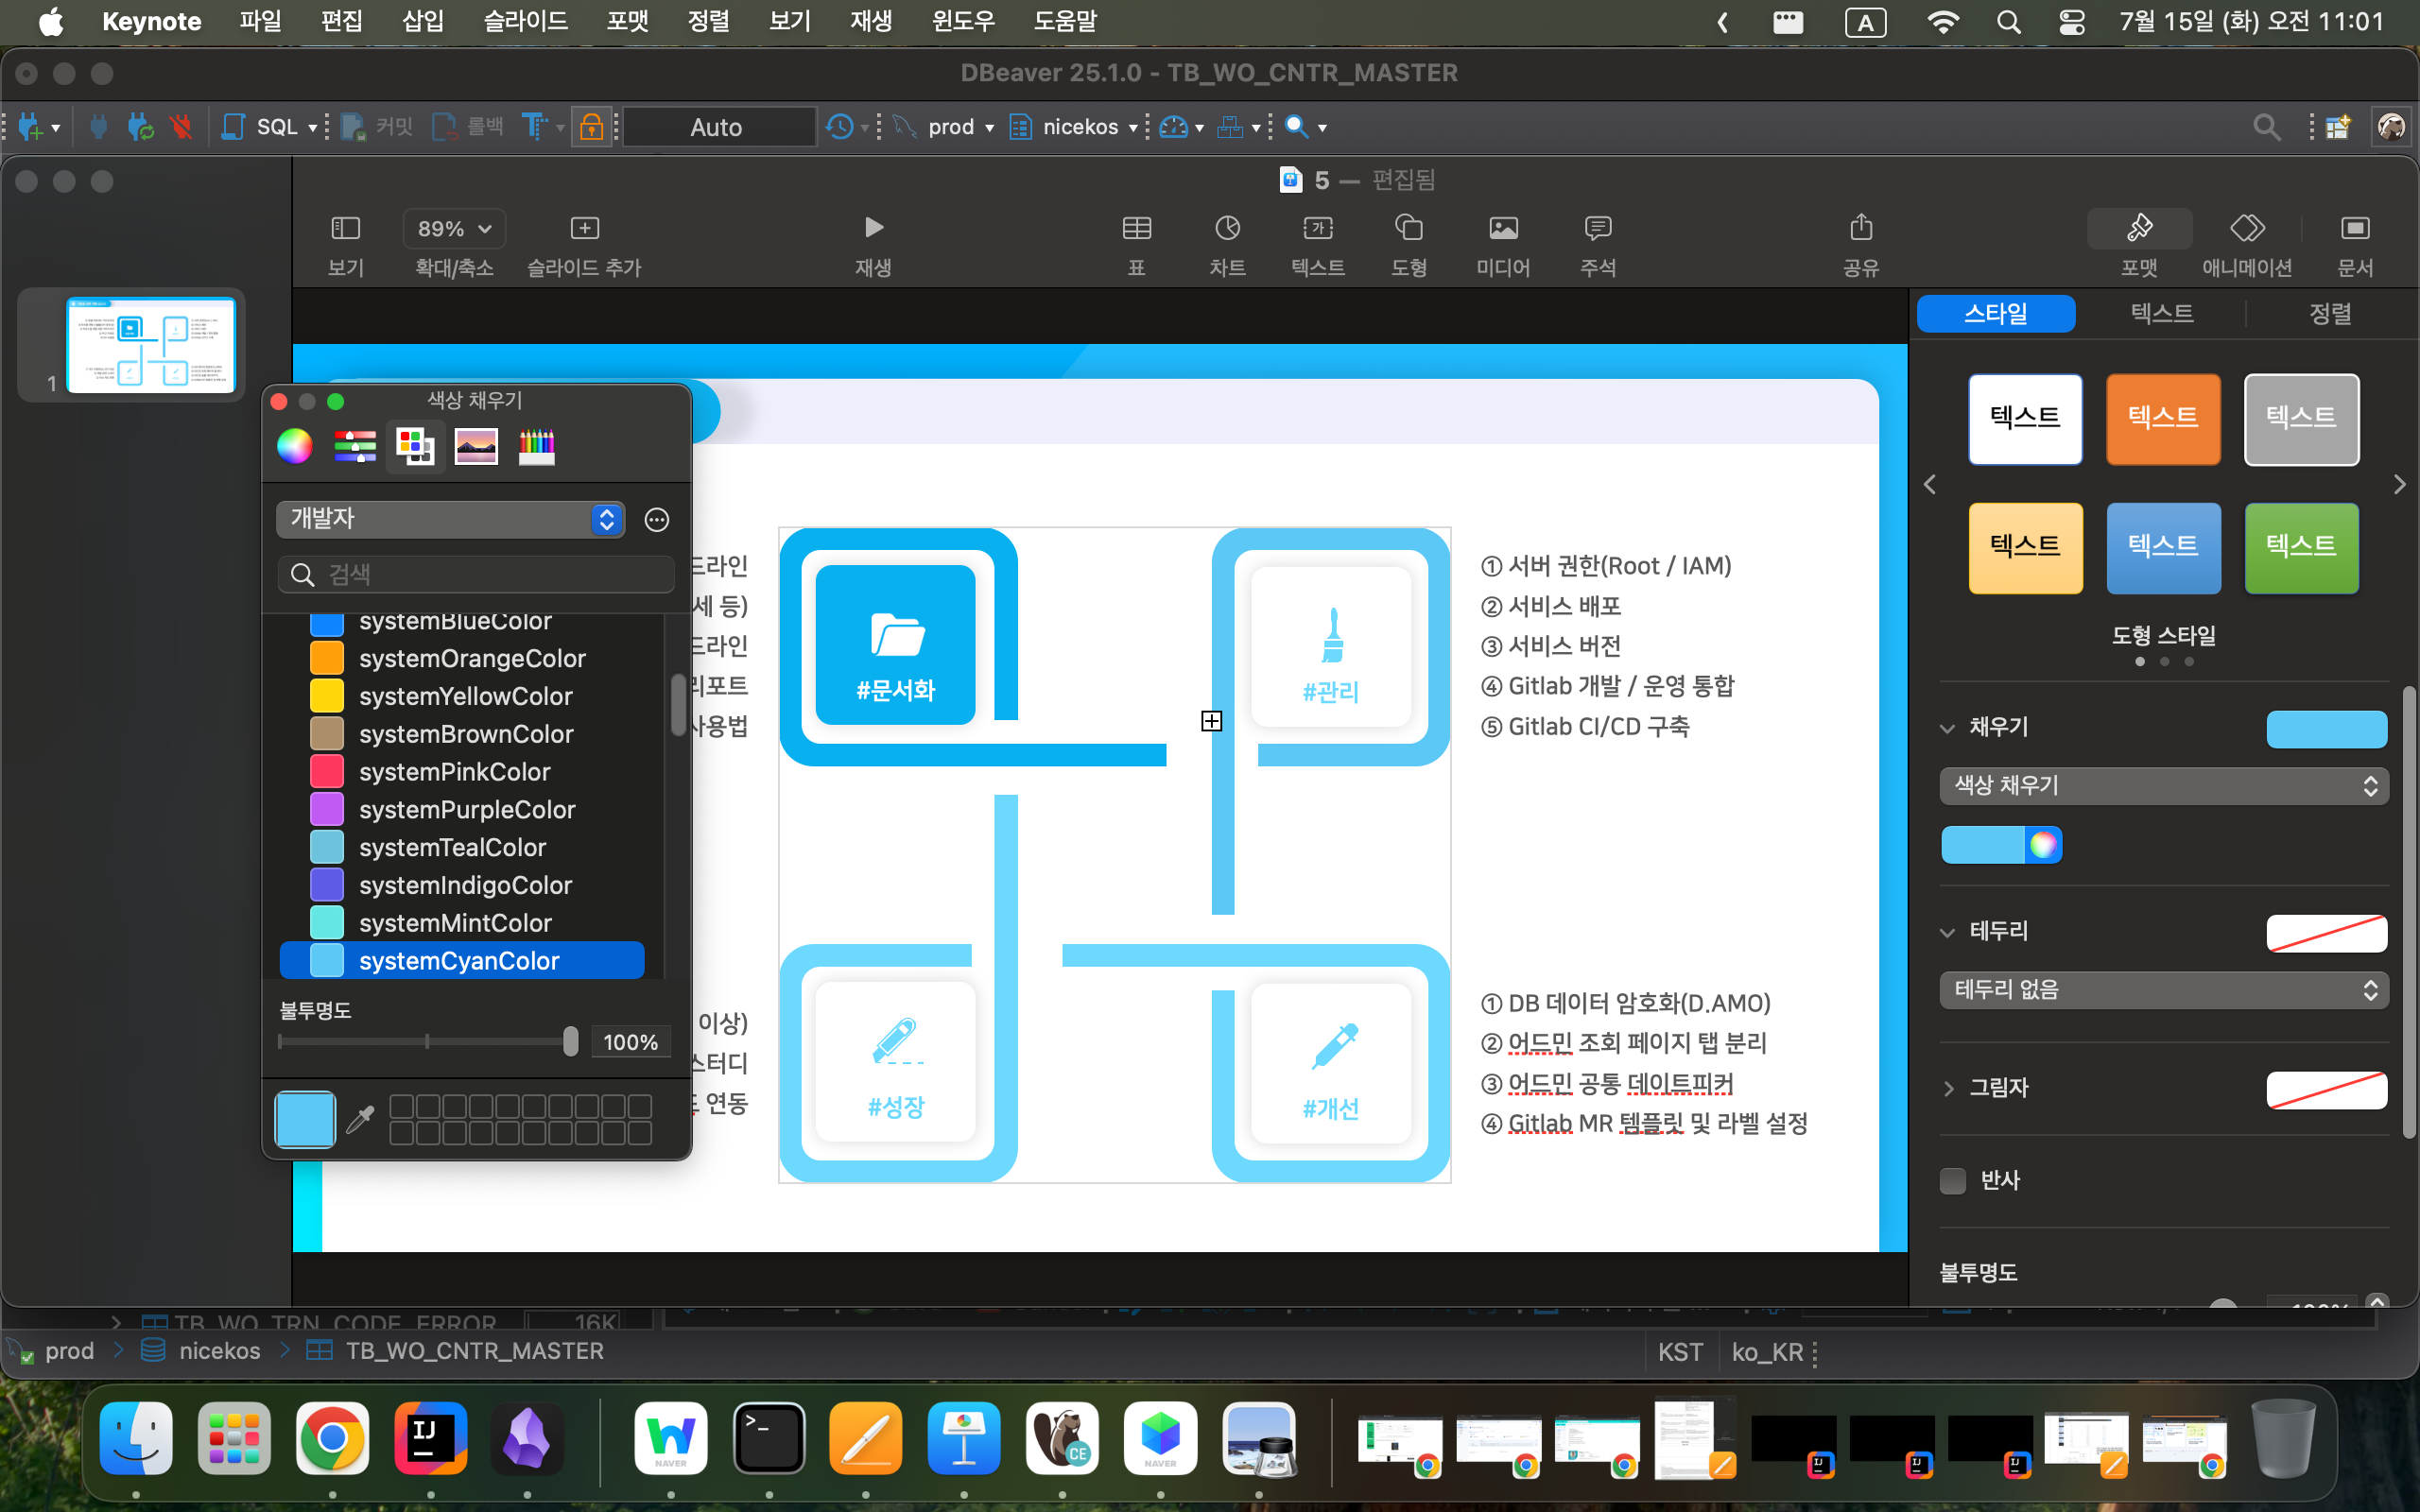 Keynote 파일 편집 삽입 슬라이드 포맷 정렬 보기 재생 윈도우 도움말 A 7월 15일 (화) 오전 11:01
DBeaver 25.1.0 - TB_WO_CNTR_MASTER
SQL 커밋 롤백 Auto prod nicekos
5 — 편집됨
89%
보기 확대/축소 슬라이드 추가 재생 표 차트 텍스트 도형 미디어 주석 공유 포맷 애니메이션 문서
1
색상 채우기
개발자
검색
systemBlueColor
systemOrangeColor
systemYellowColor
systemBrownColor
systemPinkColor
systemPurpleColor
systemTealColor
systemIndigoColor
systemMintColor
systemCyanColor
불투명도
100%
드라인
세 등)
드라인
리포트
사용법
#문서화
#관리
① 서버 권한(Root / IAM)
② 서비스 배포
③ 서비스 버전
④ Gitlab 개발 / 운영 통합
⑤ Gitlab CI/CD 구축
이상)
스터디
연동
#성장
#개선
① DB 데이터 암호화(D.AMO)
② 어드민 조회 페이지 탭 분리
③ 어드민 공통 데이트피커
④ Gitlab MR 템플릿 및 라벨 설정
스타일 텍스트 정렬
텍스트 텍스트 텍스트
텍스트 텍스트 텍스트
도형 스타일
채우기
색상 채우기
테두리
테두리 없음
그림자
반사
불투명도
100%
TB_WO_TRN_CODE_ERROR 16K
prod nicekos TB_WO_CNTR_MASTER KST ko_KR
IJ NAVER >_ CE NAVER IJ IJ IJ